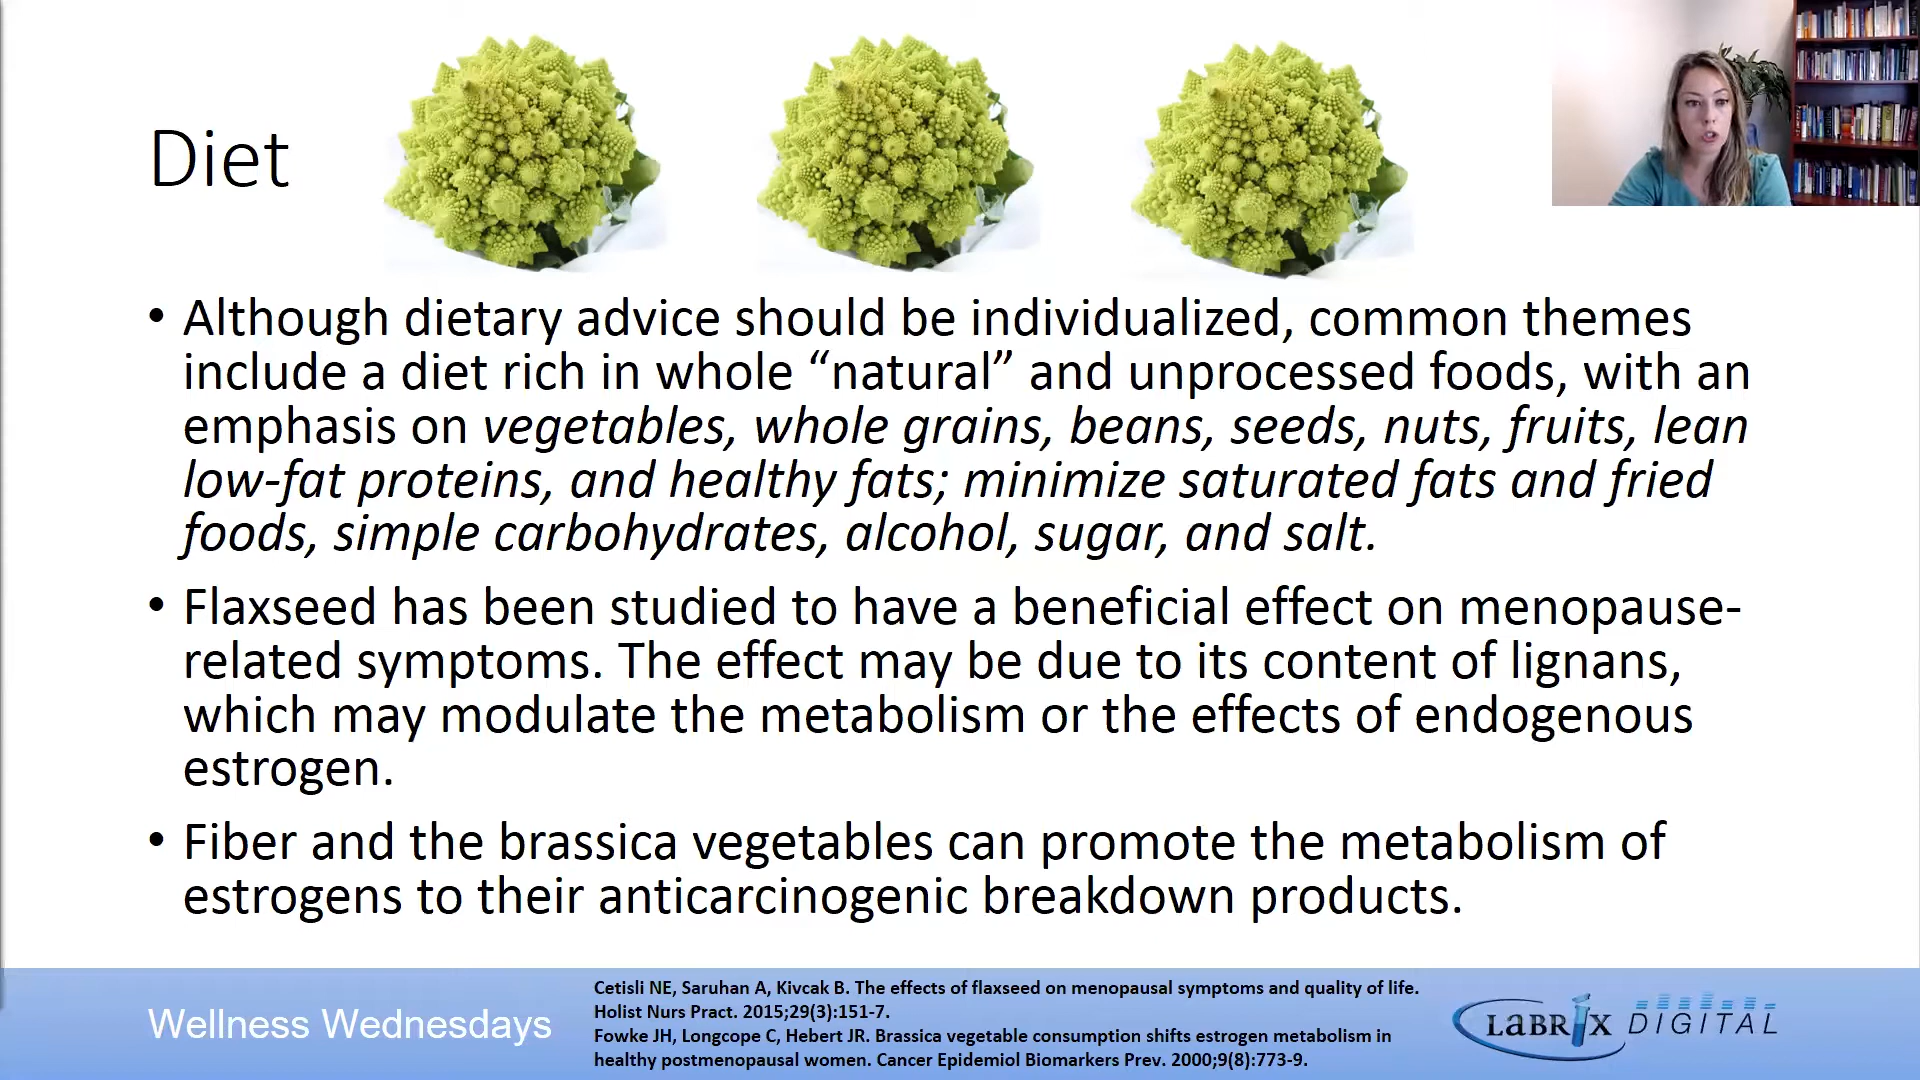 Diet
• Although dietary advice should be individualized, common themes
include a diet rich in whole “natural” and unprocessed foods, with an
emphasis on vegetables, whole grains, beans, seeds, nuts, fruits, lean
low-fat proteins, and healthy fats; minimize saturated fats and fried
foods, simple carbohydrates, alcohol, sugar, and salt.
• Flaxseed has been studied to have a beneficial effect on menopause-
related symptoms. The effect may be due to its content of lignans,
which may modulate the metabolism or the effects of endogenous
estrogen.
• Fiber and the brassica vegetables can promote the metabolism of
estrogens to their anticarcinogenic breakdown products.
Wellness Wednesdays
Cetisli NE, Saruhan A, Kivcak B. The effects of flaxseed on menopausal symptoms and quality of life.
Holist Nurs Pract. 2015;29(3):151-7.
Fowke JH, Longcope C, Hebert JR. Brassica vegetable consumption shifts estrogen metabolism in
healthy postmenopausal women. Cancer Epidemiol Biomarkers Prev. 2000;9(8):773-9.
LABRIX DIGITAL